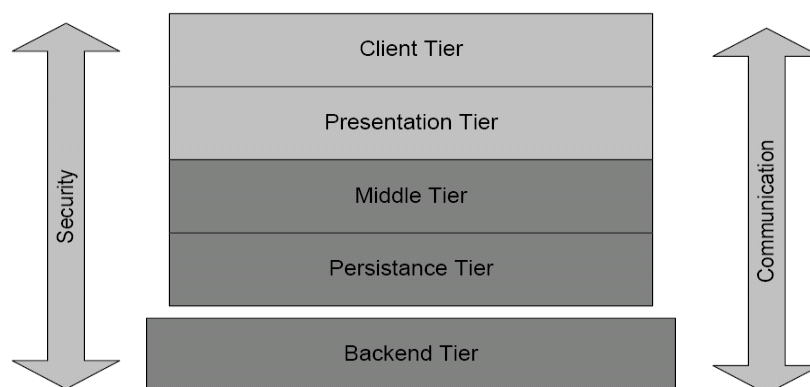 Client Tier
Presentation Tier
Middle Tier
Persistance Tier
Backend Tier
Security
Communication